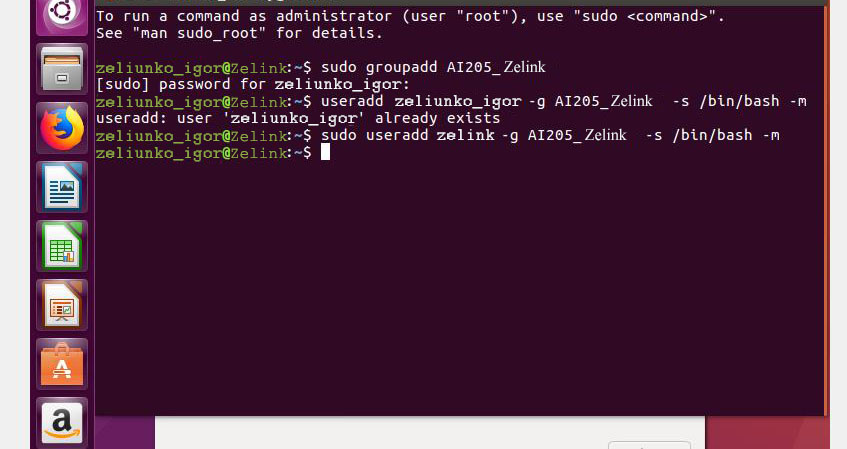 To run a command as administrator (user "root"), use "sudo <command>".
See "man sudo_root" for details.
zeliunko_igor@Zelink:~$ sudo groupadd AI205_Zelink
[sudo] password for zeliunko_igor:
zeliunko_igor@Zelink:~$ useradd zeliunko_igor -g AI205_Zelink -s /bin/bash -m
useradd: user 'zeliunko_igor' already exists
zeliunko_igor@Zelink:~$ sudo useradd zelink -g AI205_Zelink -s /bin/bash -m
zeliunko_igor@Zelink:~$